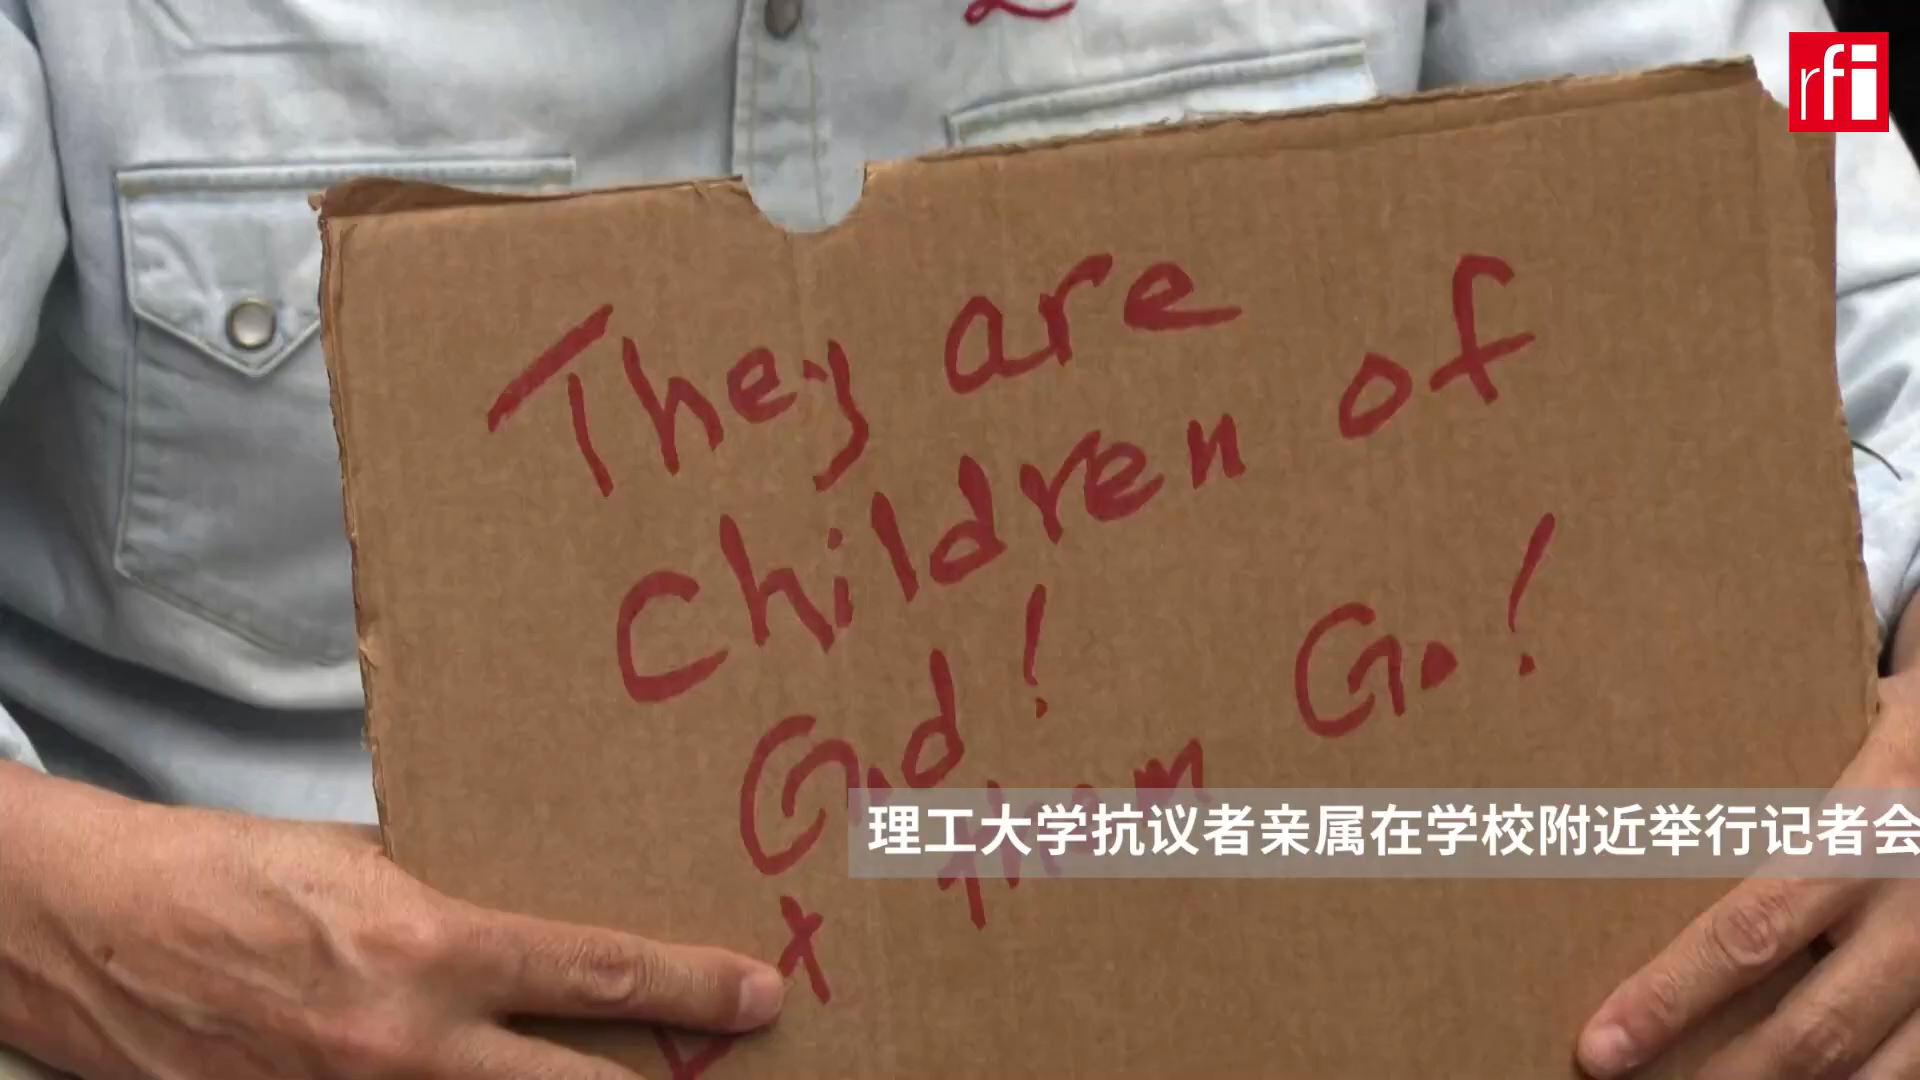 rfi
They are
Children of
God!
them Go!
理工大学抗议者亲属在学校附近举行记者会